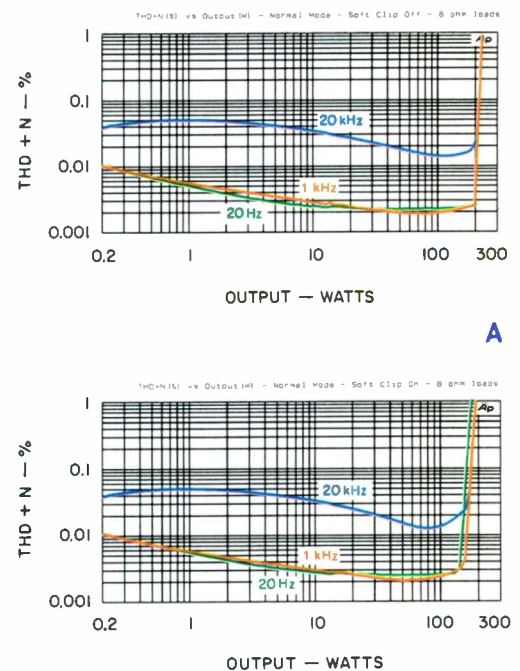 THD+N(%) vs Output(W) - Normal Mode - Soft Clip Off - 8 ohm loads
Ap
1
0.1
0.01
0.001
THD + N — %
20 kHz
1 kHz
20 Hz
0.2 1 10 100 300
OUTPUT — WATTS
A
THD+N(%) vs Output(W) - Normal Mode - Soft Clip On - 8 ohm loads
Ap
1
0.1
0.01
0.001
THD + N — %
20 kHz
1 kHz
20 Hz
0.2 1 10 100 300
OUTPUT — WATTS